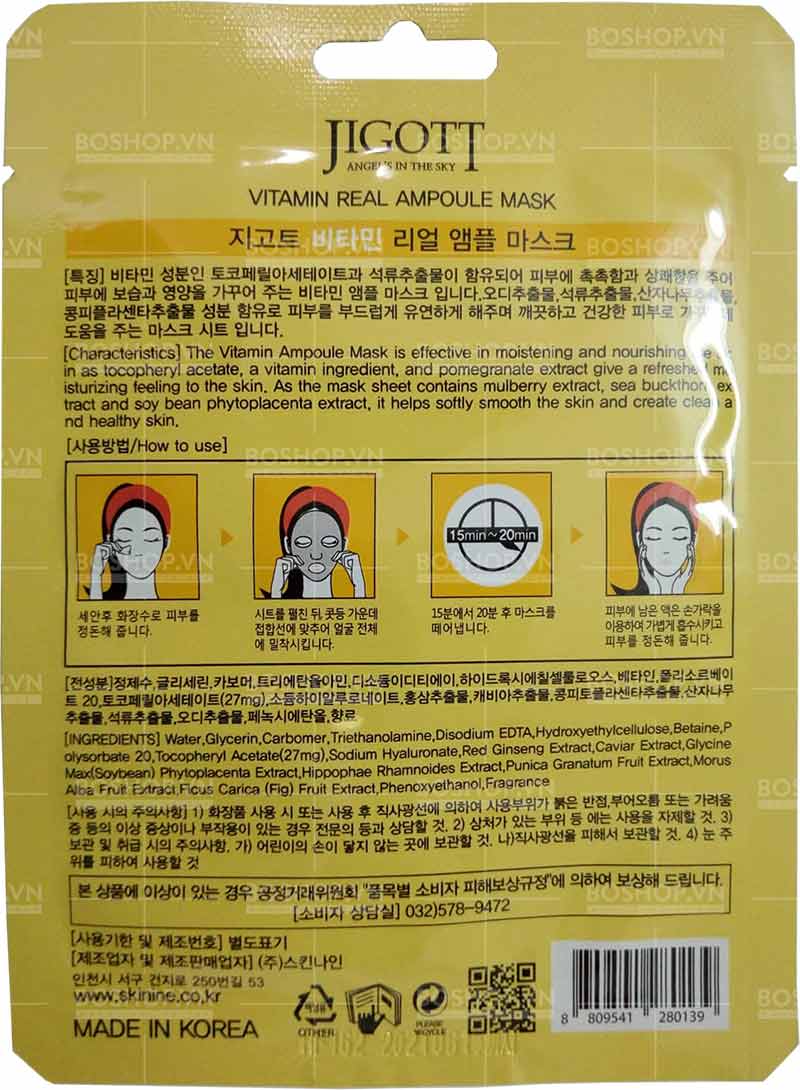 JIGOTT
ANGELS IN THE SKY
VITAMIN REAL AMPOULE MASK
지고트 비타민 리얼 앰플 마스크
[특징] 비타민 성분인 토코페릴아세테이트과 석류추출물이 함유되어 피부에 촉촉함과 상쾌함을 주어
피부에 보습과 영양을 가꾸어 주는 비타민 앰플 마스크 입니다.오디추출물,석류추출물,산자나무추출물,
콩피플라센타추출물 성분 함유로 피부를 부드럽게 유연하게 해주며 깨끗하고 건강한 피부로
도움을 주는 마스크 시트 입니다.
[Characteristics] The Vitamin Ampoule Mask is effective in moistening and nourishing
in as tocopheryl acetate, a vitamin ingredient, and pomegranate extract give a refreshed mo
isturizing feeling to the skin. As the mask sheet contains mulberry extract, sea buckthorn ex
tract and soy bean phytoplacenta extract, it helps softly smooth the skin and create clean a
nd healthy skin.
[사용방법/How to use]
15min~20min
세안후 화장수로 피부를
정돈해 줍니다.
시트를 펼친 뒤, 콧등 가운데
접합선에 맞추어 얼굴 전체
에 밀착시킵니다.
15분에서 20분 후 마스크를
떼어냅니다.
피부에 남은 액은 손가락을
이용하여 가볍게 흡수시키고
피부를 정돈해 줍니다.
[전성분]정제수,글리세린,카보머,트리에탄올아민,디소듐이디티에이,하이드록시에칠셀룰로오스,베타인,폴리소르베이
트 20,토코페릴아세테이트(27mg),소듐하이알루로네이트,홍삼추출물,캐비아추출물,콩피토플라센타추출물,산자나무
추출물,석류추출물,오디추출물,페녹시에탄올,향료
[INGREDIENTS] Water,Glycerin,Carbomer,Triethanolamine,Disodium EDTA,Hydroxyethylcellulose,Betaine,P
olysorbate 20,Tocopheryl Acetate(27mg),Sodium Hyaluronate,Red Ginseng Extract,Caviar Extract,Glycine
Max(Soybean) Phytoplacenta Extract,Hippophae Rhamnoides Extract,Punica Granatum Fruit Extract,Morus
Alba Fruit Extract,Ficus Carica (Fig) Fruit Extract,Phenoxyethanol,Fragrance
[사용 시의 주의사항] 1) 화장품 사용 시 또는 사용 후 직사광선에 의하여 사용부위가 붉은 반점,부어오름 또는 가려움
증 등의 이상 증상이나 부작용이 있는 경우 전문의 등과 상담할 것. 2) 상처가 있는 부위 등 에는 사용을 자제할 것. 3)
보관 및 취급 시의 주의사항. 가) 어린이의 손이 닿지 않는 곳에 보관할 것. 나)직사광선을 피해서 보관할 것. 4) 눈 주
위를 피하여 사용할 것
본 상품에 이상이 있는 경우 공정거래위원회 "품목별 소비자 피해보상규정"에 의하여 보상해 드립니다.
[소비자 상담실] 032)578-9472
[사용기한 및 제조번호] 별도표기
[제조업자 및 제조판매업자] (주)스킨나인
인천시 서구 건지로 250번길 53
www.skinine.co.kr
MADE IN KOREA
OTHER
PLEASE
RECYCLE
8 809541 280139
BOSHOP.VN